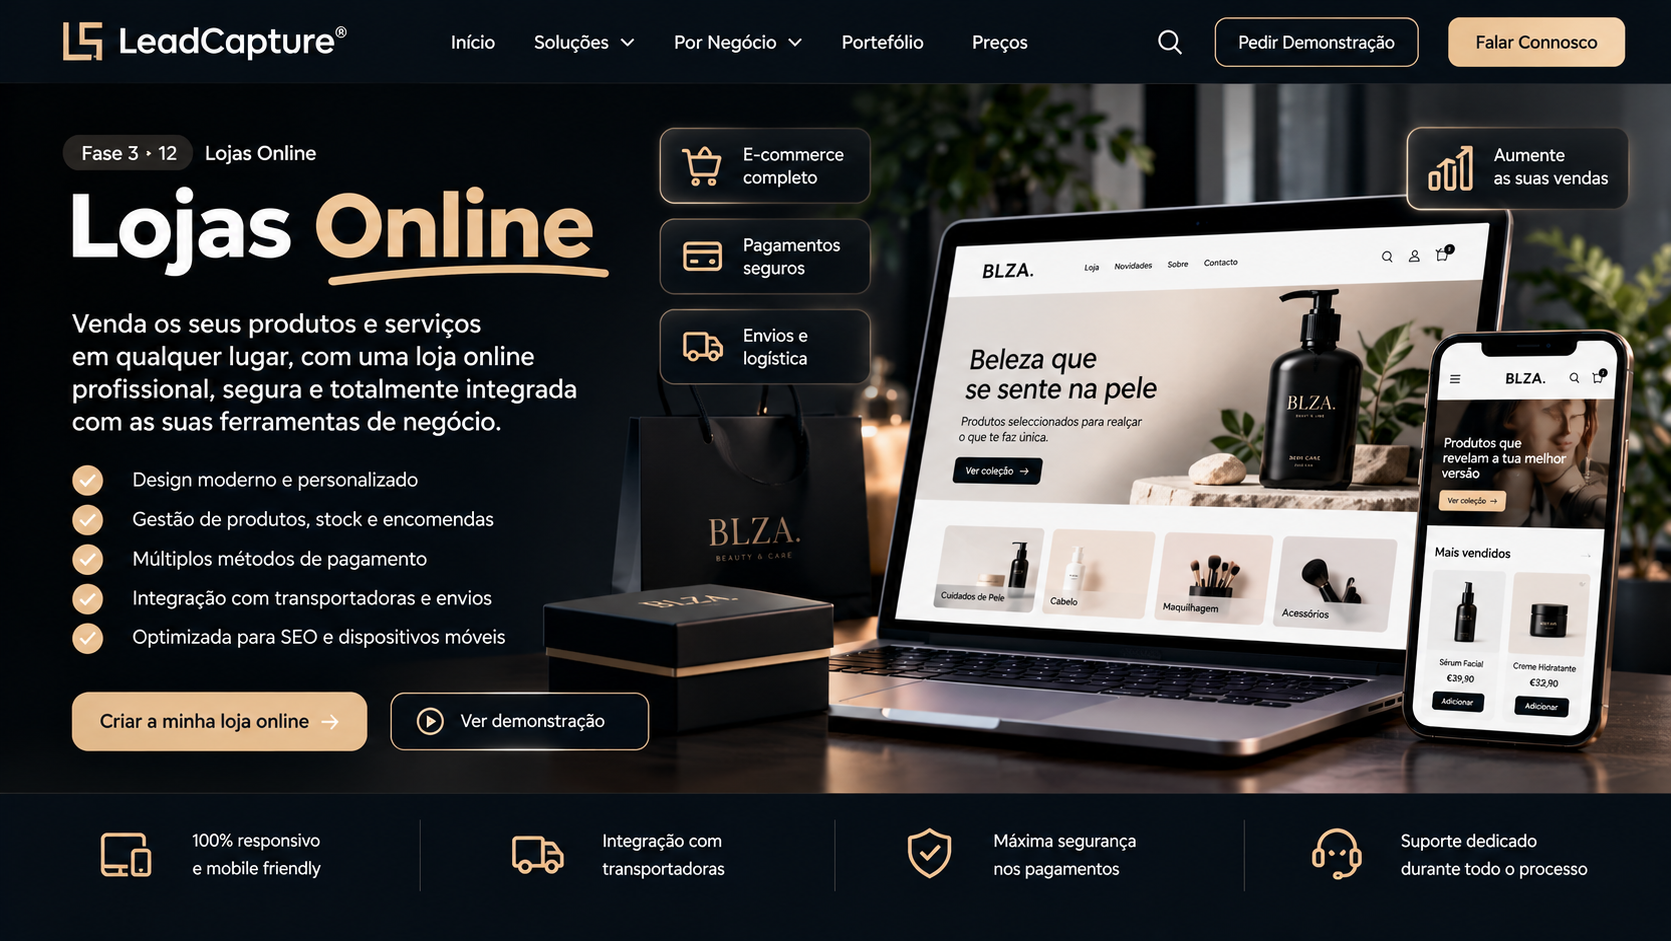 LeadCapture®
Início
Soluções
Por Negócio
Portefólio
Preços
Pedir Demonstração
Falar Connosco
Fase 3 • 12
Lojas Online
Lojas Online
Venda os seus produtos e serviços
em qualquer lugar, com uma loja online
profissional, segura e totalmente integrada
com as suas ferramentas de negócio.
Design moderno e personalizado
Gestão de produtos, stock e encomendas
Múltiplos métodos de pagamento
Integração com transportadoras e envios
Optimizada para SEO e dispositivos móveis
Criar a minha loja online →
Ver demonstração
E-commerce
completo
Pagamentos
seguros
Envios e
logística
Aumente
as suas vendas
BLZA.
BEAUTY & CARE
BLZA.
BLZA.
Loja
Novidades
Sobre
Contacto
Beleza que
se sente na pele
Produtos seleccionados para realçar
o que te faz única.
Ver coleção →
BLZA.
Cuidados de Pele
Cabelo
Maquilhagem
Acessórios
BLZA.
Produtos que
revelam a tua melhor
versão
Ver coleção →
Mais vendidos
Sérum Facial
€39,90
Adicionar
Creme Hidratante
€32,90
Adicionar
100% responsivo
e mobile friendly
Integração com
transportadoras
Máxima segurança
nos pagamentos
Suporte dedicado
durante todo o processo